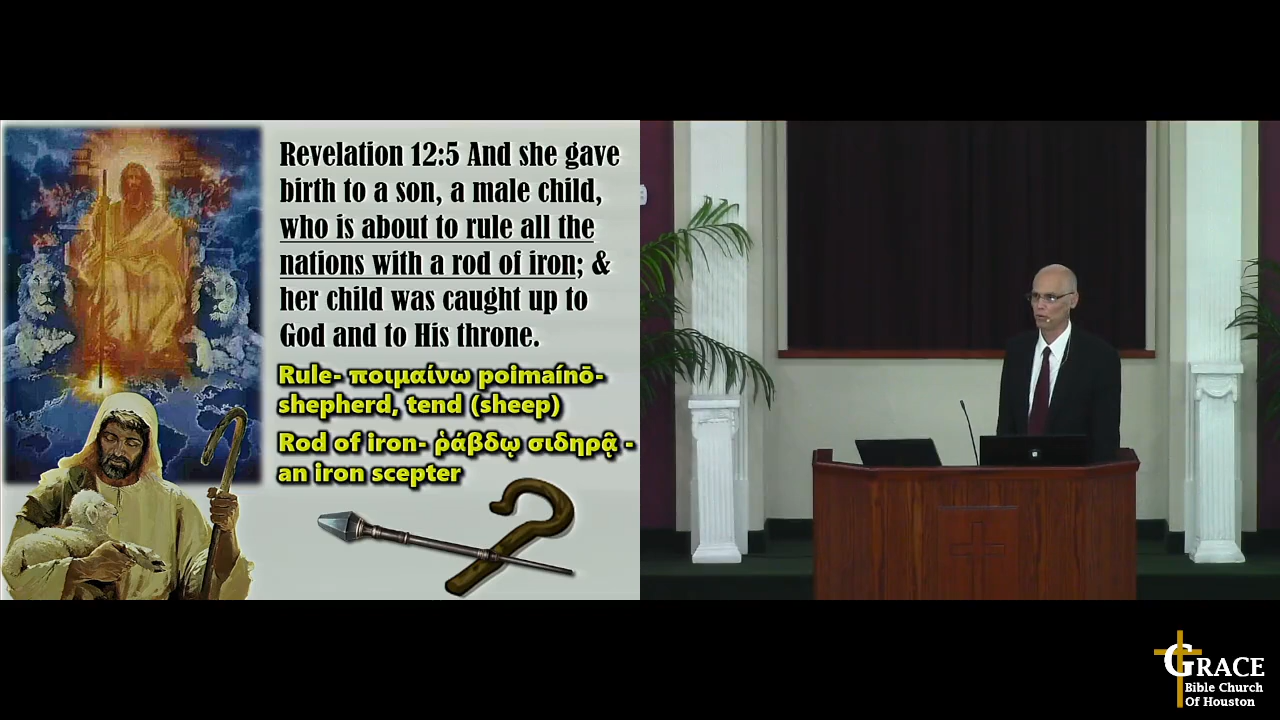 Revelation 12:5 And she gave
birth to a son, a male child,
who is about to rule all the
nations with a rod of iron; &
her child was caught up to
God and to His throne.
Rule- ποιμαίνω poimaínō-
shepherd, tend (sheep)
Rod of iron- ῥάβδῳ σιδηρᾷ -
an iron scepter
GRACE
Bible Church
Of Houston